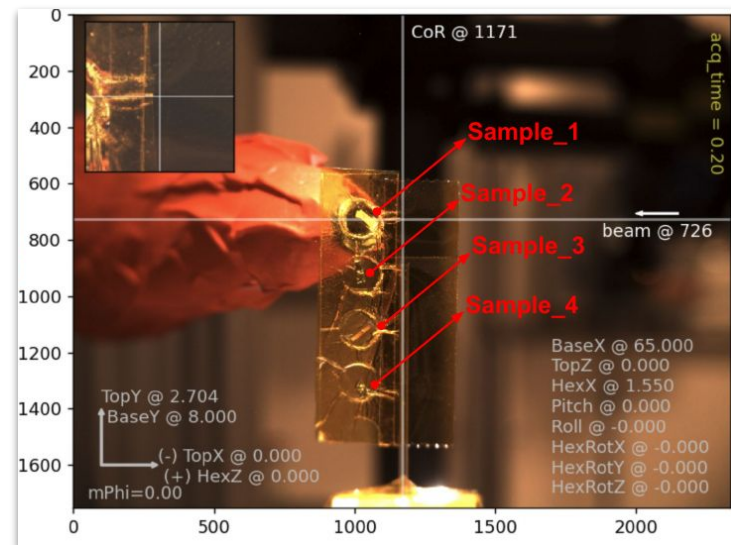 0
200
400
600
800
1000
1200
1400
1600
0
500
1000
1500
2000
CoR @ 1171
acq_time = 0.20
Sample_1
Sample_2
beam @ 726
Sample_3
Sample_4
BaseX @ 65.000
TopZ @ 0.000
HexX @ 1.550
Pitch @ 0.000
Roll @ -0.000
HexRotX @ -0.000
HexRotY @ -0.000
HexRotZ @ -0.000
TopY @ 2.704
BaseY @ 8.000
(-) TopX @ 0.000
(+) HexZ @ 0.000
mPhi=0.00